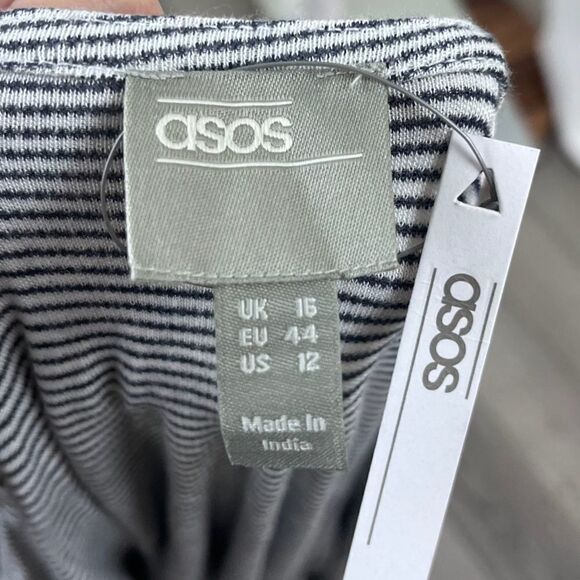 asos
UK 16
EU 44
US 12
Made In
India
asos